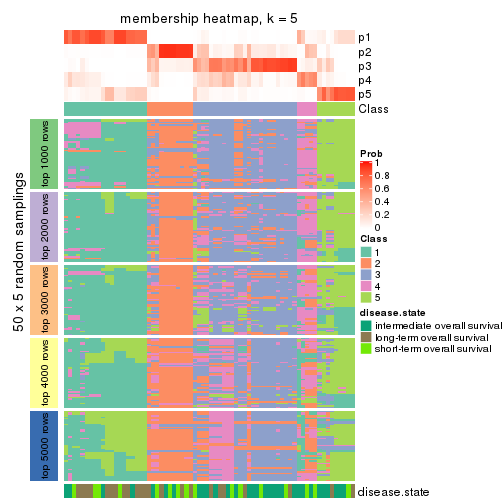 membership heatmap, k = 5
p1
p2
p3
p4
p5
Class
50 x 5 random samplings
top 1000 rows
top 2000 rows
top 3000 rows
top 4000 rows
top 5000 rows
disease.state
Prob
1
0.8
0.6
0.4
0.2
0
Class
1
2
3
4
5
disease.state
intermediate overall survival
long-term overall survival
short-term overall survival